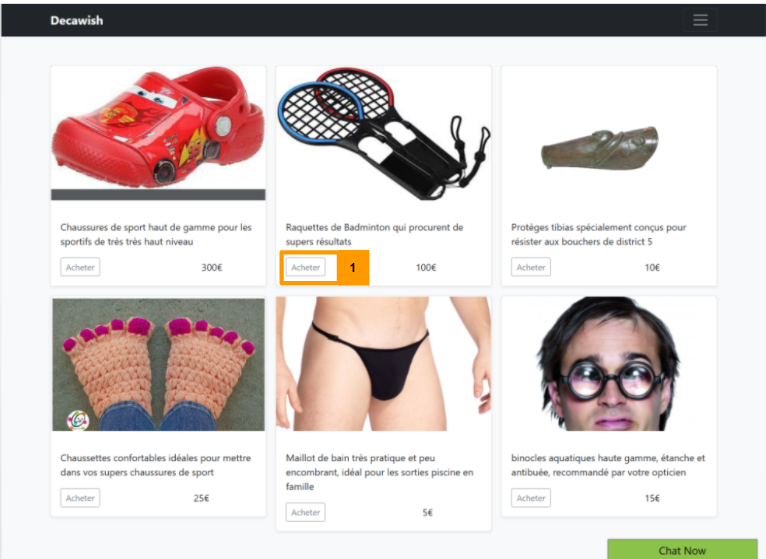 Decawish
Chaussures de sport haut de gamme pour les
sportifs de très très haut niveau
Acheter
300€
Raquettes de Badminton qui procurent de
supers résultats
Acheter
1
100€
Protèges tibias spécialement conçus pour
résister aux bouchers de district 5
Acheter
10€
Chaussettes confortables idéales pour mettre
dans vos supers chaussures de sport
Acheter
25€
Maillot de bain très pratique et peu
encombrant, idéal pour les sorties piscine en
famille
Acheter
5€
binocles aquatiques haute gamme, étanche et
antibuée, recommandé par votre opticien
Acheter
15€
Chat Now